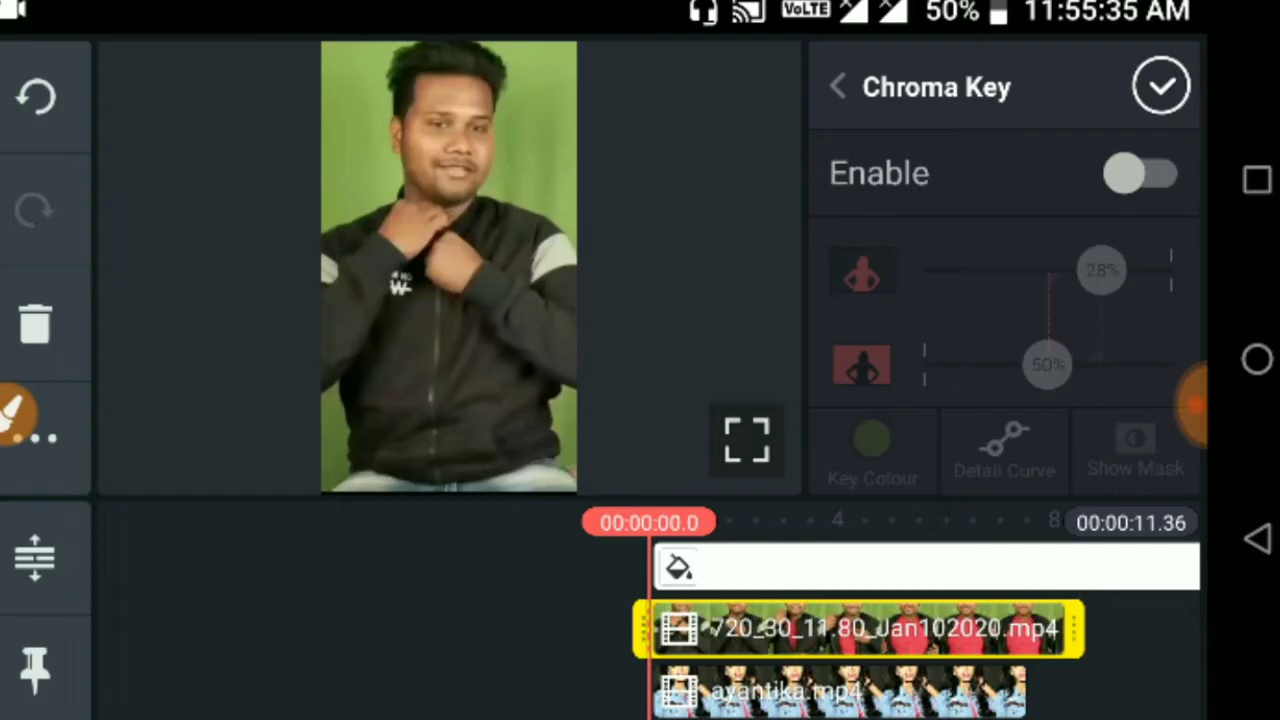 VoLTE 50% 11:55:35 AM
Chroma Key
Enable
28%
50%
Key Colour Detail Curve Show Mask
00:00:00.0 4 8 00:00:11.36
720_30_11.80_Jan102020.mp4
ayantika.mp4